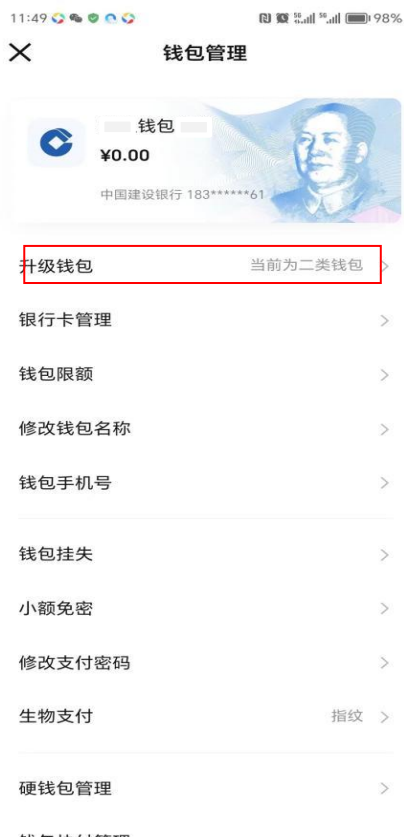 11:49 98%
钱包管理
钱包
¥0.00
中国建设银行 183******61
升级钱包 当前为二类钱包
银行卡管理
钱包限额
修改钱包名称
钱包手机号
钱包挂失
小额免密
修改支付密码
生物支付 指纹
硬钱包管理